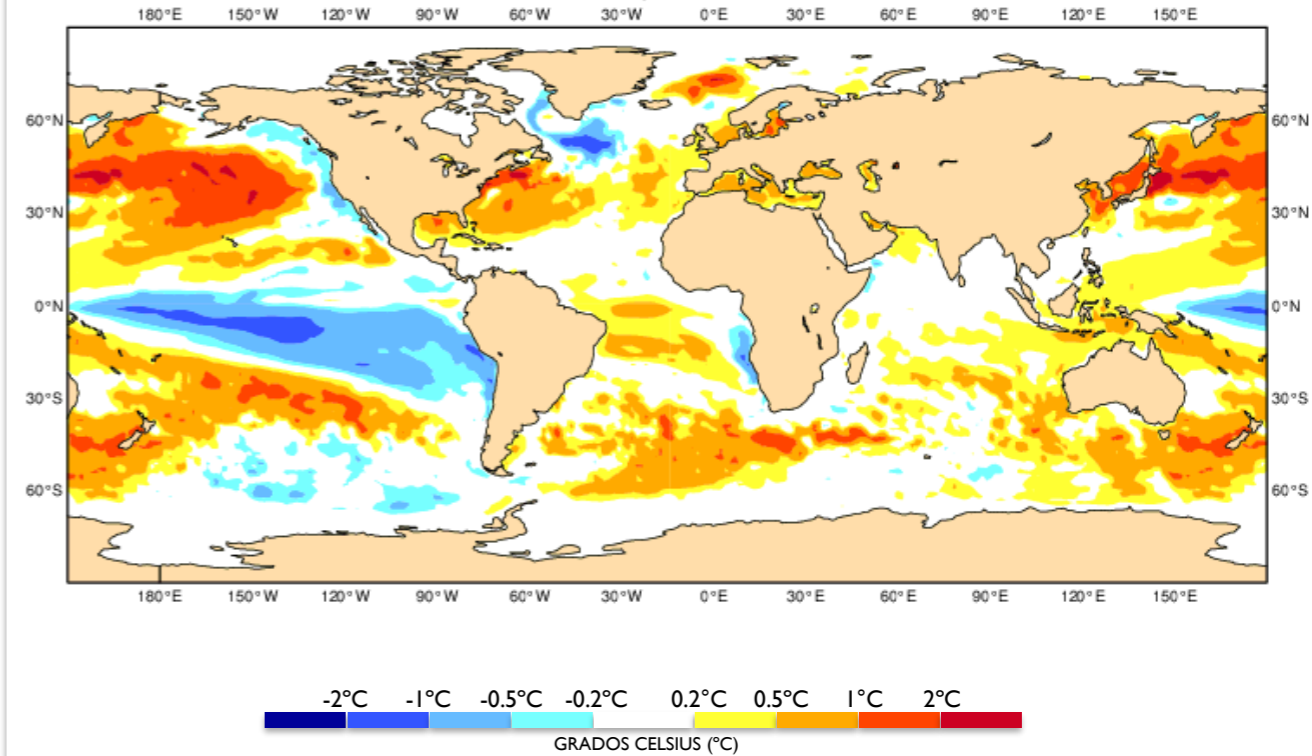 180°E 150°W 120°W 90°W 60°W 30°W 0°E 30°E 60°E 90°E 120°E 150°E
60°N 60°N
30°N 30°N
0°N 0°N
30°S 30°S
60°S 60°S
180°E 150°W 120°W 90°W 60°W 30°W 0°E 30°E 60°E 90°E 120°E 150°E
-2°C -1°C -0.5°C -0.2°C 0.2°C 0.5°C 1°C 2°C
GRADOS CELSIUS (°C)